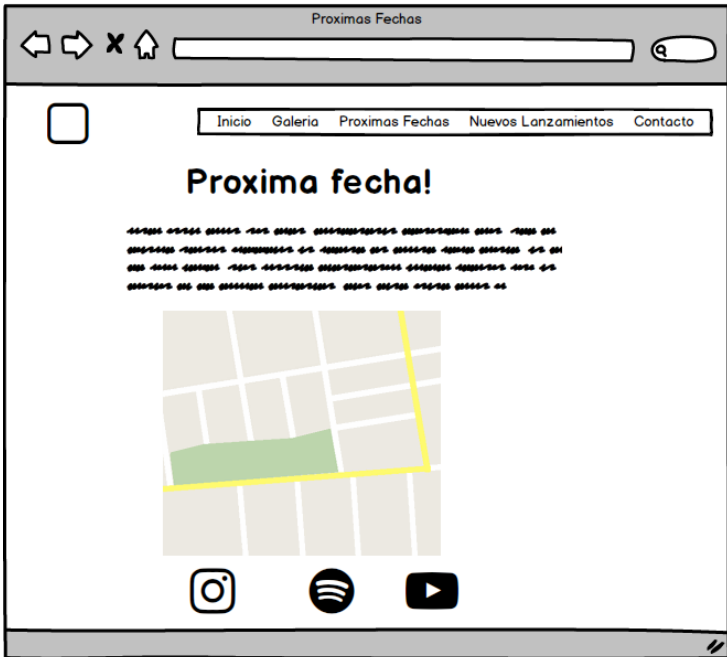 Proximas Fechas
Inicio Galeria Proximas Fechas Nuevos Lanzamientos Contacto
Proxima fecha!